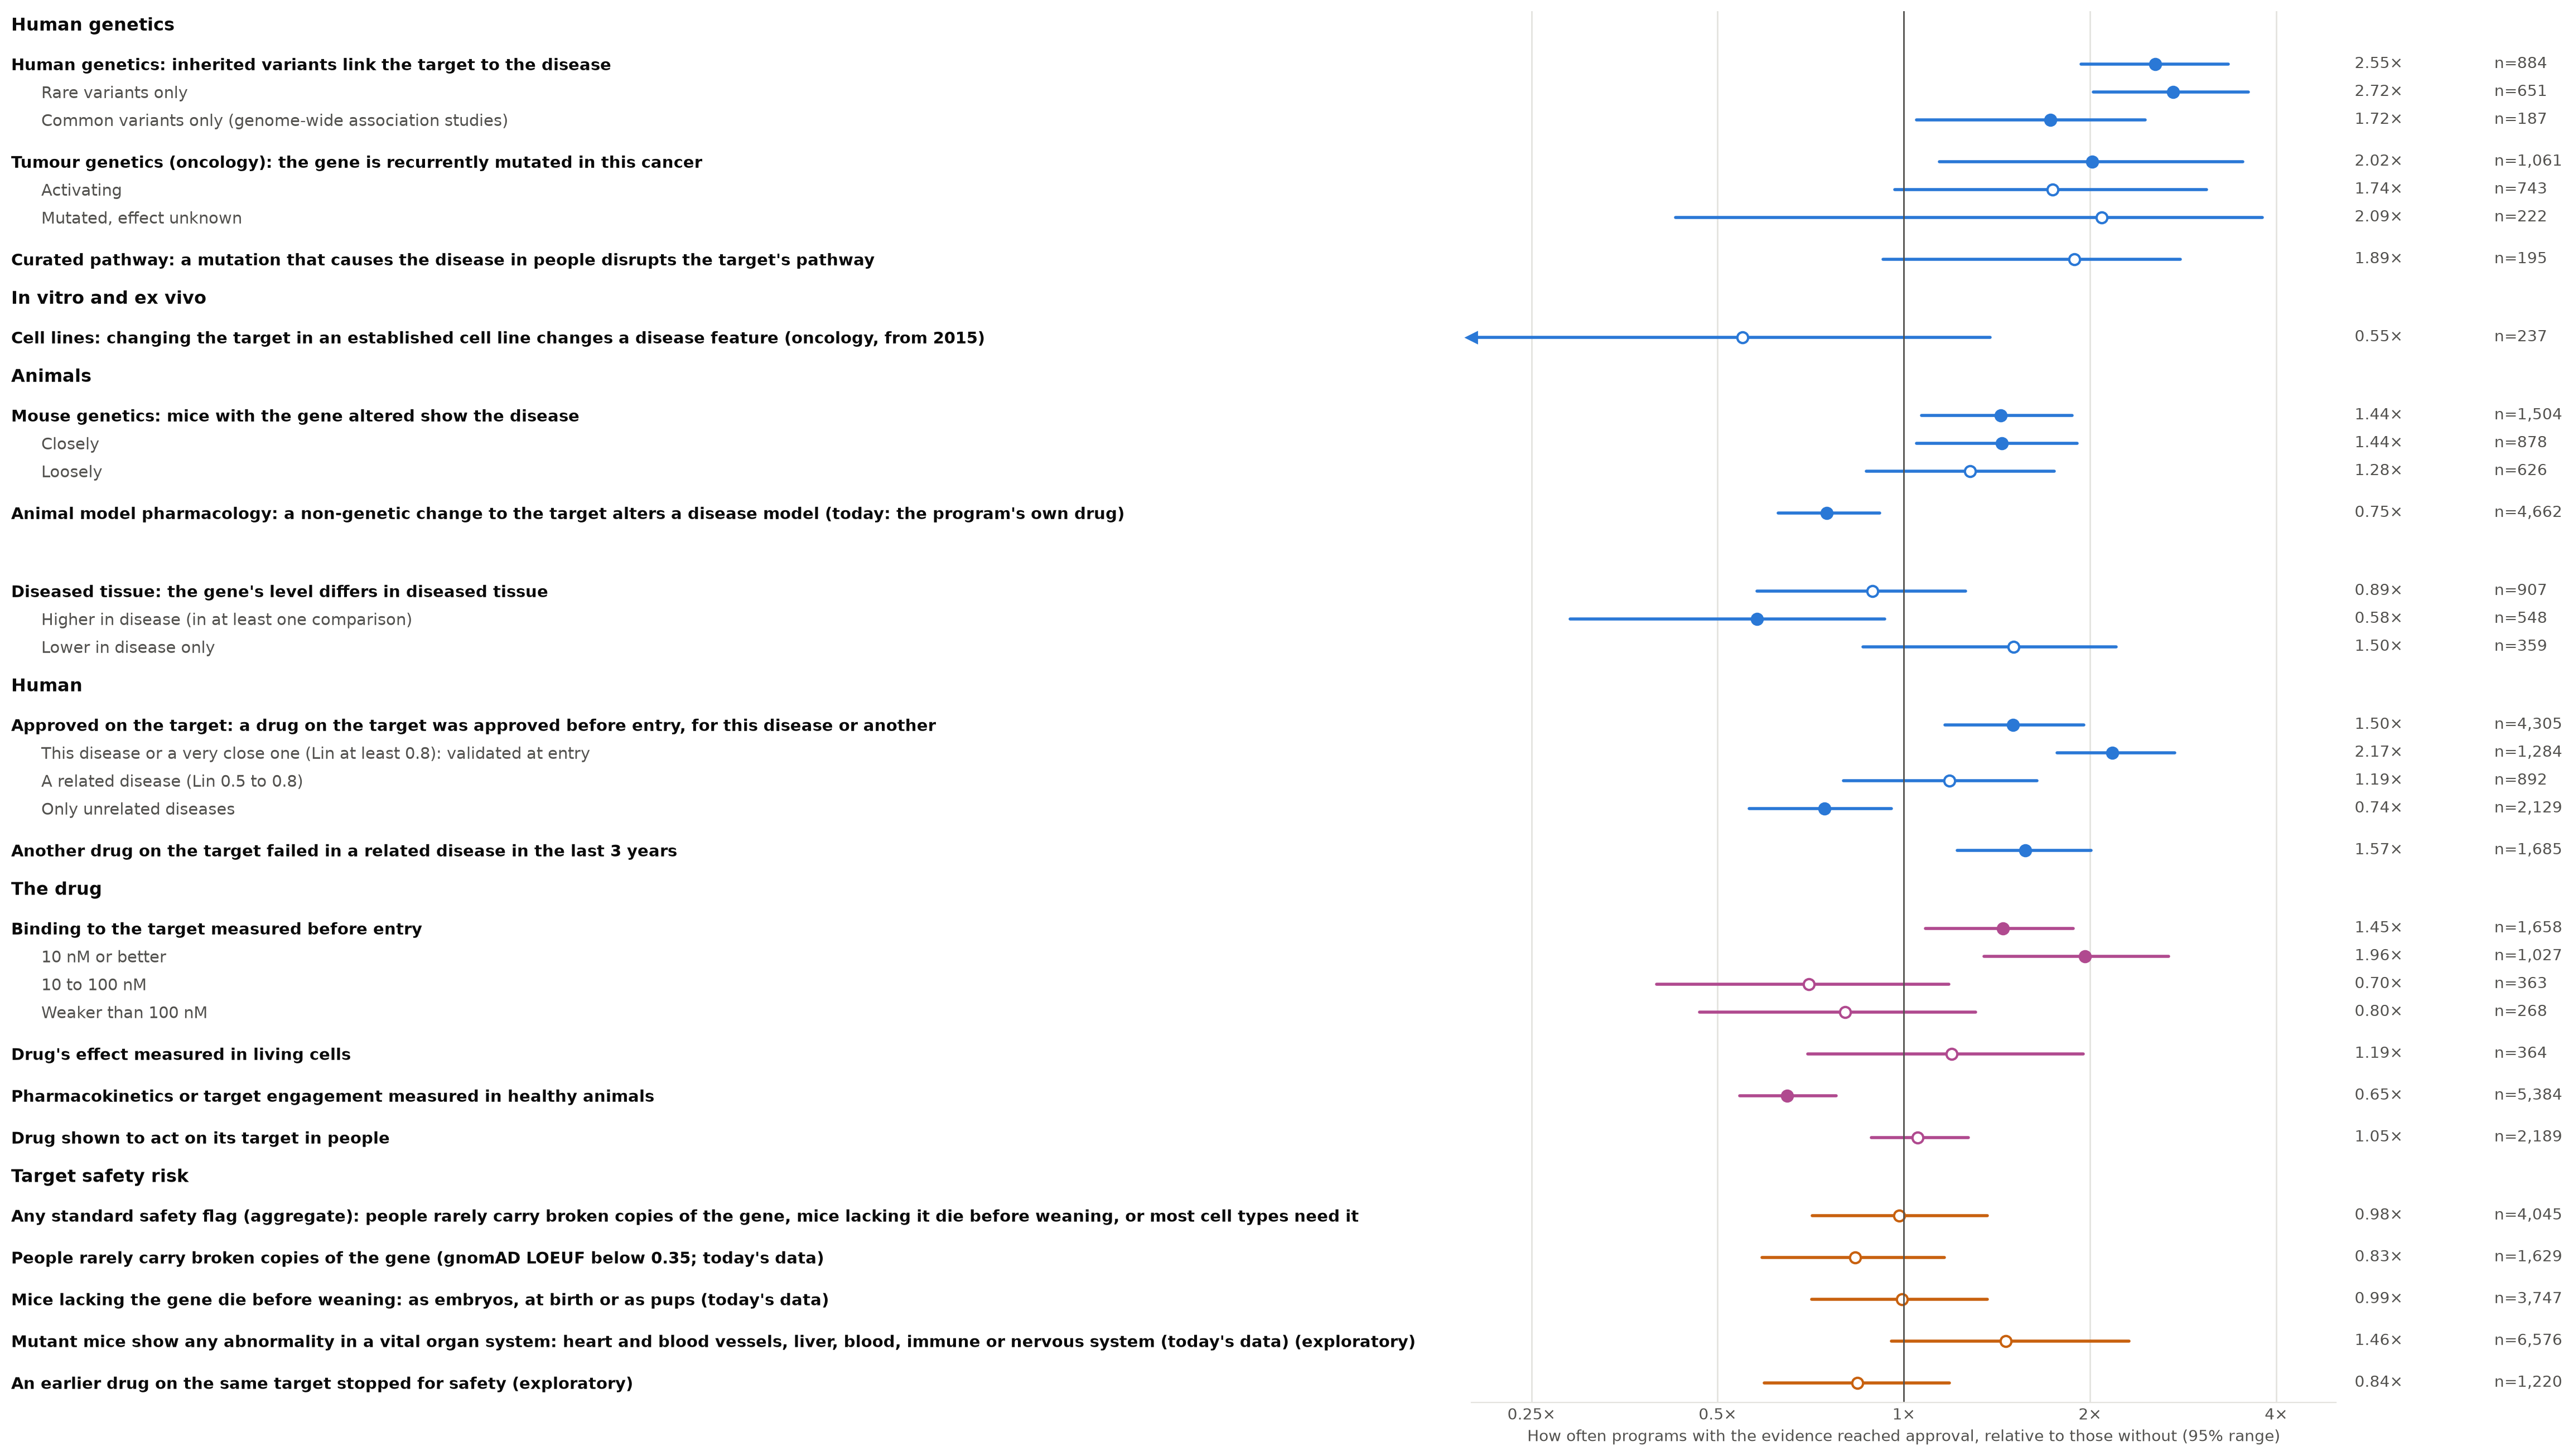 Human genetics
Human genetics: inherited variants link the target to the disease 2.55× n=884
Rare variants only 2.72× n=651
Common variants only (genome-wide association studies) 1.72× n=187
Tumour genetics (oncology): the gene is recurrently mutated in this cancer 2.02× n=1,061
Activating 1.74× n=743
Mutated, effect unknown 2.09× n=222
Curated pathway: a mutation that causes the disease in people disrupts the target's pathway 1.89× n=195
In vitro and ex vivo
Cell lines: changing the target in an established cell line changes a disease feature (oncology, from 2015) 0.55× n=237
Animals
Mouse genetics: mice with the gene altered show the disease 1.44× n=1,504
Closely 1.44× n=878
Loosely 1.28× n=626
Animal model pharmacology: a non-genetic change to the target alters a disease model (today: the program's own drug) 0.75× n=4,662
Diseased tissue: the gene's level differs in diseased tissue 0.89× n=907
Higher in disease (in at least one comparison) 0.58× n=548
Lower in disease only 1.50× n=359
Human
Approved on the target: a drug on the target was approved before entry, for this disease or another 1.50× n=4,305
This disease or a very close one (Lin at least 0.8): validated at entry 2.17× n=1,284
A related disease (Lin 0.5 to 0.8) 1.19× n=892
Only unrelated diseases 0.74× n=2,129
Another drug on the target failed in a related disease in the last 3 years 1.57× n=1,685
The drug
Binding to the target measured before entry 1.45× n=1,658
10 nM or better 1.96× n=1,027
10 to 100 nM 0.70× n=363
Weaker than 100 nM 0.80× n=268
Drug's effect measured in living cells 1.19× n=364
Pharmacokinetics or target engagement measured in healthy animals 0.65× n=5,384
Drug shown to act on its target in people 1.05× n=2,189
Target safety risk
Any standard safety flag (aggregate): people rarely carry broken copies of the gene, mice lacking it die before weaning, or most cell types need it 0.98× n=4,045
People rarely carry broken copies of the gene (gnomAD LOEUF below 0.35; today's data) 0.83× n=1,629
Mice lacking the gene die before weaning: as embryos, at birth or as pups (today's data) 0.99× n=3,747
Mutant mice show any abnormality in a vital organ system: heart and blood vessels, liver, blood, immune or nervous system (today's data) (exploratory) 1.46× n=6,576
An earlier drug on the same target stopped for safety (exploratory) 0.84× n=1,220
0.25× 0.5× 1× 2× 4×
How often programs with the evidence reached approval, relative to those without (95% range)